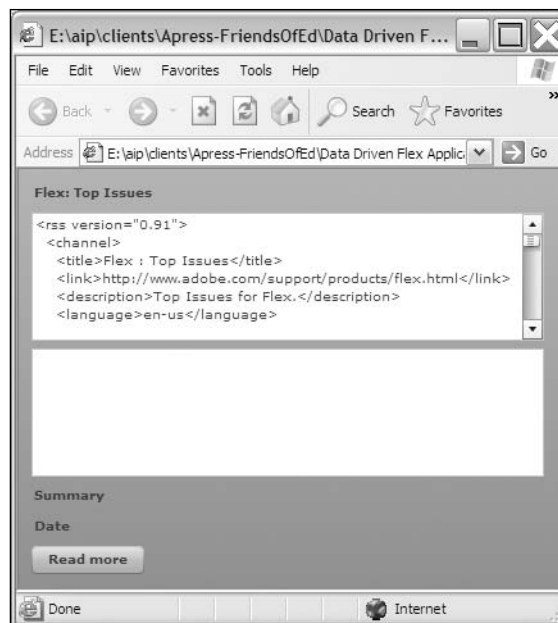 E:\aip\clients\Apress-FriendsOfEd\Data Driven F...
File Edit View Favorites Tools Help
Back Search Favorites »
Address E:\aip\clients\Apress-FriendsOfEd\Data Driven Flex Applic Go
Flex: Top Issues
<rss version="0.91">
<channel>
<title>Flex : Top Issues</title>
<link>http://www.adobe.com/support/products/flex.html</link>
<description>Top Issues for Flex.</description>
<language>en-us</language>
Summary
Date
Read more
Done Internet